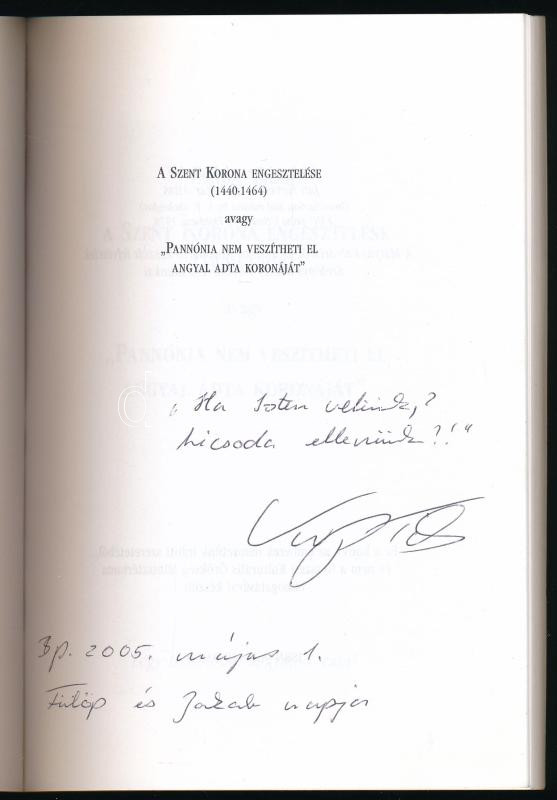 A SZENT KORONA ENGESZTELÉSE
(1440-1464)
avagy
„PANNÓNIA NEM VESZÍTHETI EL
ANGYAL ADTA KORONÁJÁT”
„Ha Isten velünk,?
kicsoda ellenünk?!"
Bp. 2005. május 1.
Fülöp és Jakab napja